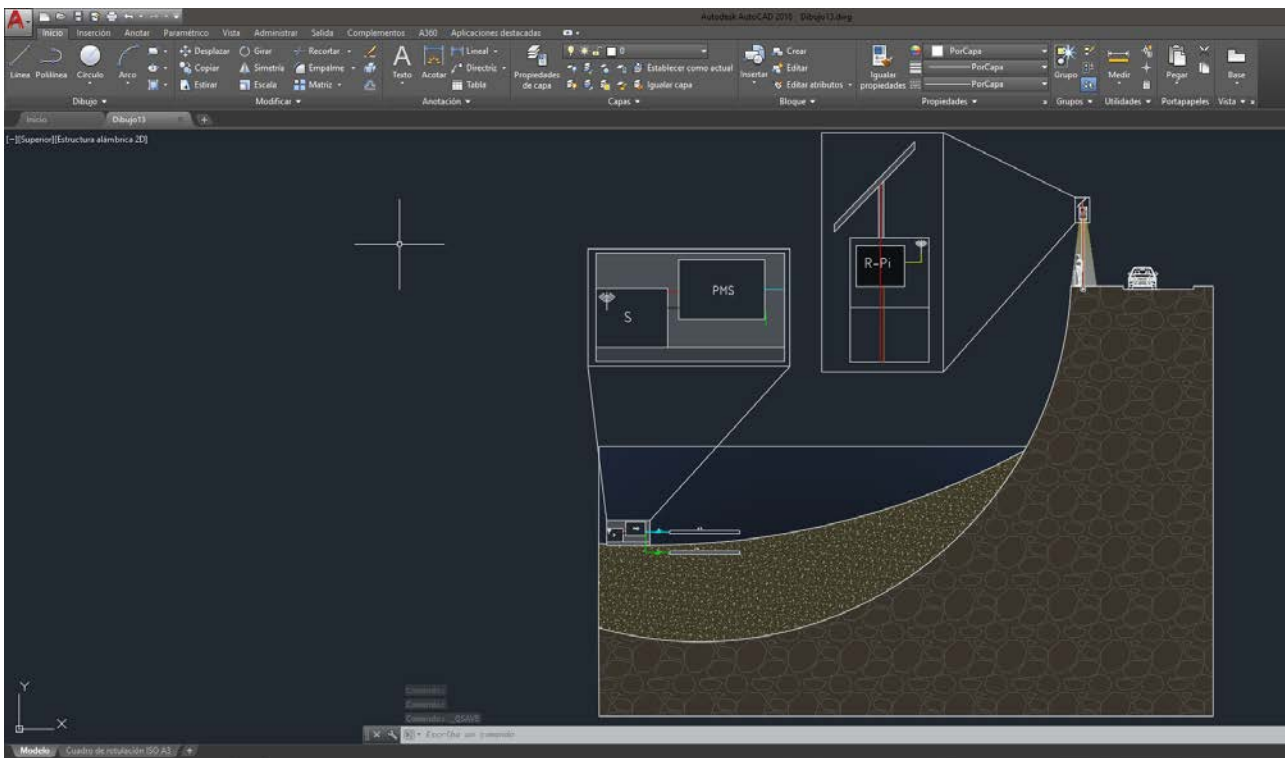 Autodesk AutoCAD 2018 Dibujo13.dwg
Inicio Inserción Anotar Paramétrico Vista Administrar Salida Complementos A360 Aplicaciones destacadas
Línea Polilínea Círculo Arco
Desplazar Girar Recortar
Copiar Simetría Empalme
Estirar Escala Matriz
Texto Acotar
Lineal
Directriz
Tabla
Propiedades de capa
0
Establecer como actual
Igualar capa
Insertar
Crear
Editar
Editar atributos
Igualar propiedades
PorCapa
PorCapa
PorCapa
Grupo Medir Pegar Base
Dibujo Modificar Anotación Capas Bloque Propiedades Grupos Utilidades Portapapeles Vista
Inicio Dibujo13
[–][Superior][Estructura alámbrica 2D]
R-Pi
PMS
S
Y
X
Comando:
Comando:
Comando: _QSAVE
Escriba un comando
Modelo Cuadro de rotulación ISO A3